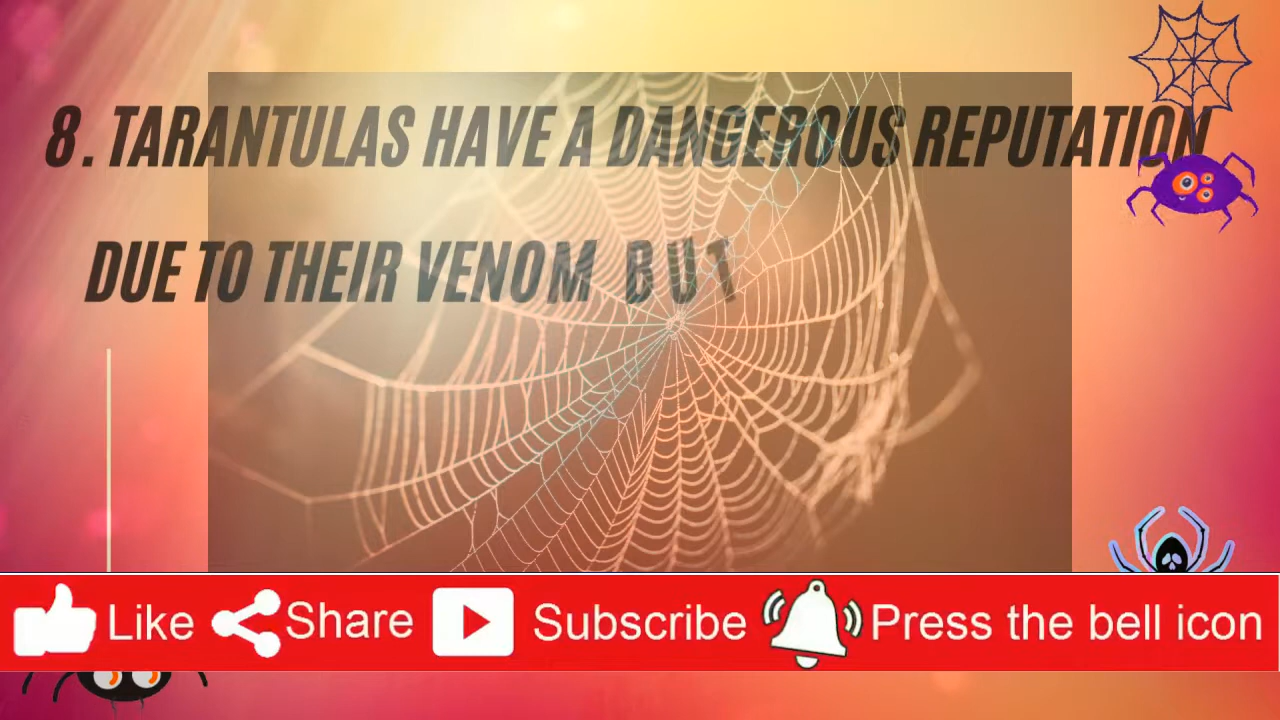 8. TARANTULAS HAVE A DANGEROUS REPUTATION
DUE TO THEIR VENOM BUT
Like Share Subscribe Press the bell icon